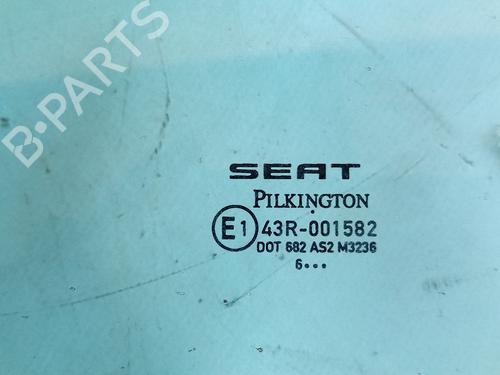 B-PARTS
SEAT
PILKINGTON
E1 43R-001582
DOT 682 AS2 M3236
6•••